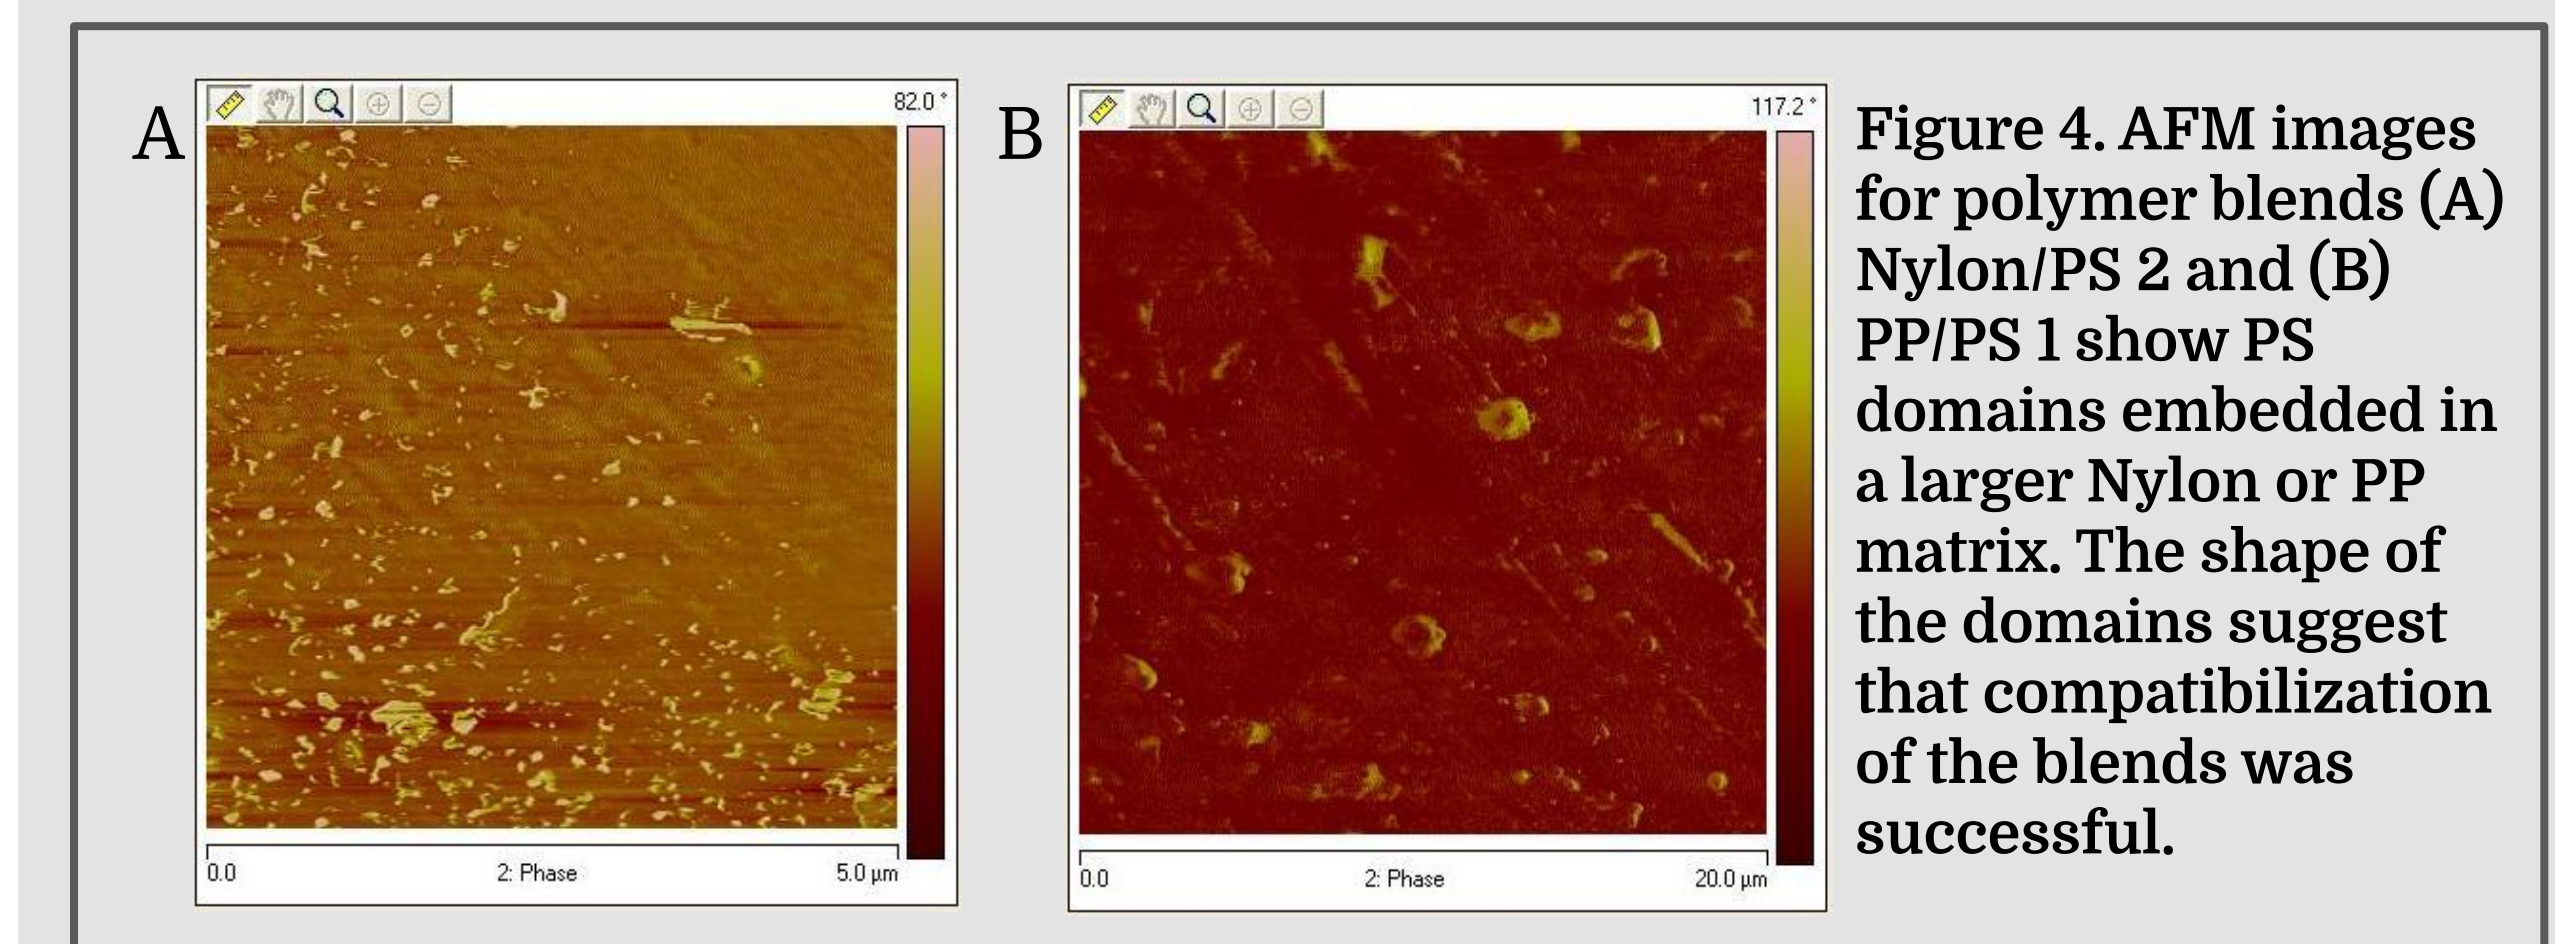 A
82.0 °
0.0 2: Phase 5.0 µm
B
117.2 °
0.0 2: Phase 20.0 µm
Figure 4. AFM images
for polymer blends (A)
Nylon/PS 2 and (B)
PP/PS 1 show PS
domains embedded in
a larger Nylon or PP
matrix. The shape of
the domains suggest
that compatibilization
of the blends was
successful.